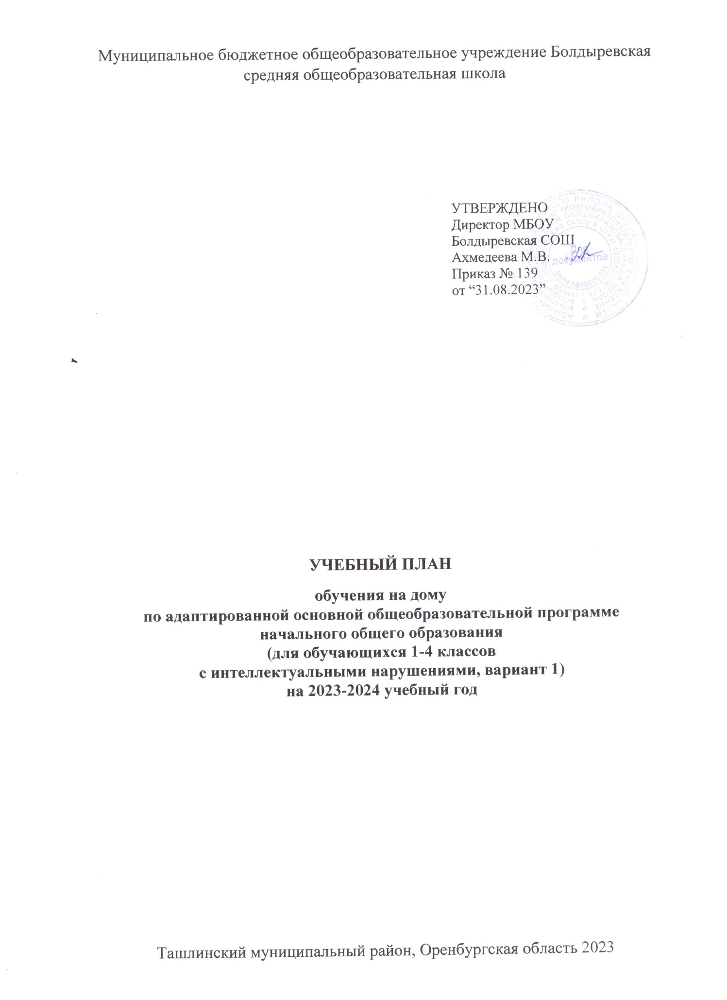 Муниципальное бюджетное общеобразовательное учреждение Болдыревская
средняя общеобразовательная школа
УТВЕРЖДЕНО
Директор МБОУ
Болдыревская СОШ
Ахмедеева М.В.
Приказ № 139
от “31.08.2023”
Для
документов
УЧЕБНЫЙ ПЛАН
обучения на дому
по адаптированной основной общеобразовательной программе
начального общего образования
(для обучающихся 1-4 классов
с интеллектуальными нарушениями, вариант 1)
на 2023-2024 учебный год
Ташлинский муниципальный район, Оренбургская область 2023